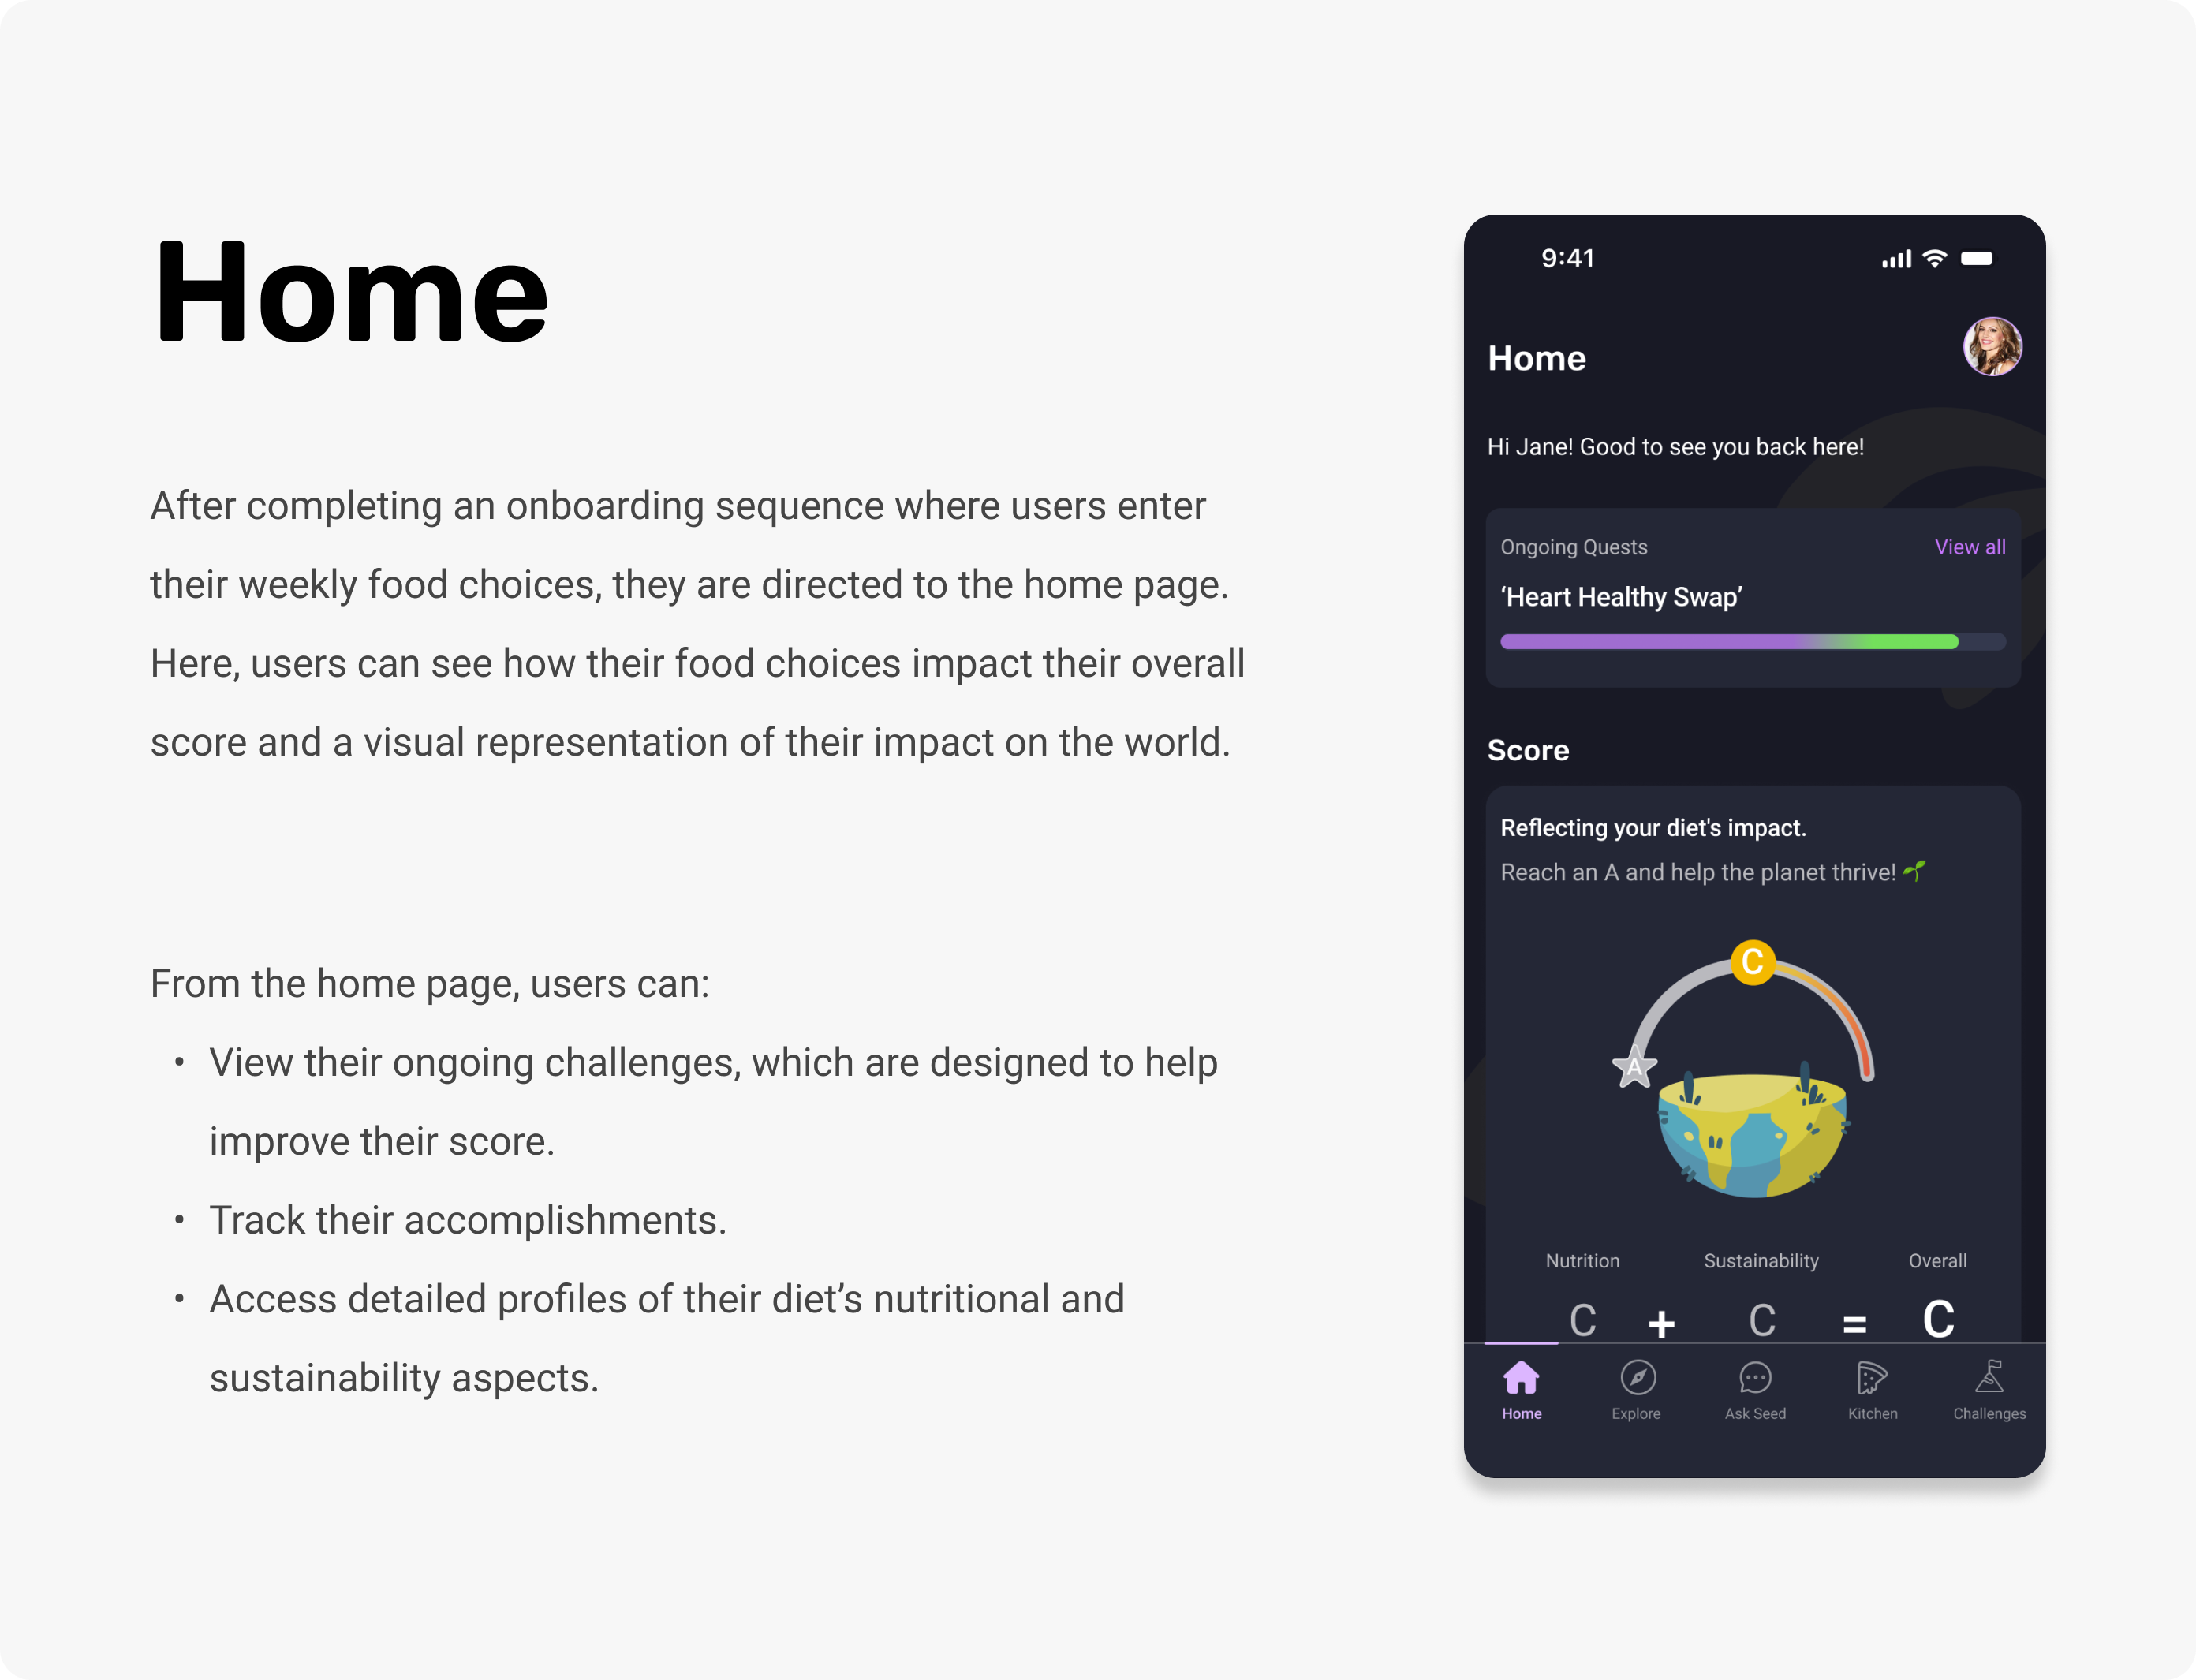 Home
After completing an onboarding sequence where users enter
their weekly food choices, they are directed to the home page.
Here, users can see how their food choices impact their overall
score and a visual representation of their impact on the world.
From the home page, users can:
• View their ongoing challenges, which are designed to help
improve their score.
• Track their accomplishments.
• Access detailed profiles of their diet’s nutritional and
sustainability aspects.
9:41
Home
Hi Jane! Good to see you back here!
Ongoing Quests View all
‘Heart Healthy Swap’
Score
Reflecting your diet's impact.
Reach an A and help the planet thrive! 🌱
C
A
Nutrition Sustainability Overall
C + C = C
Home Explore Ask Seed Kitchen Challenges